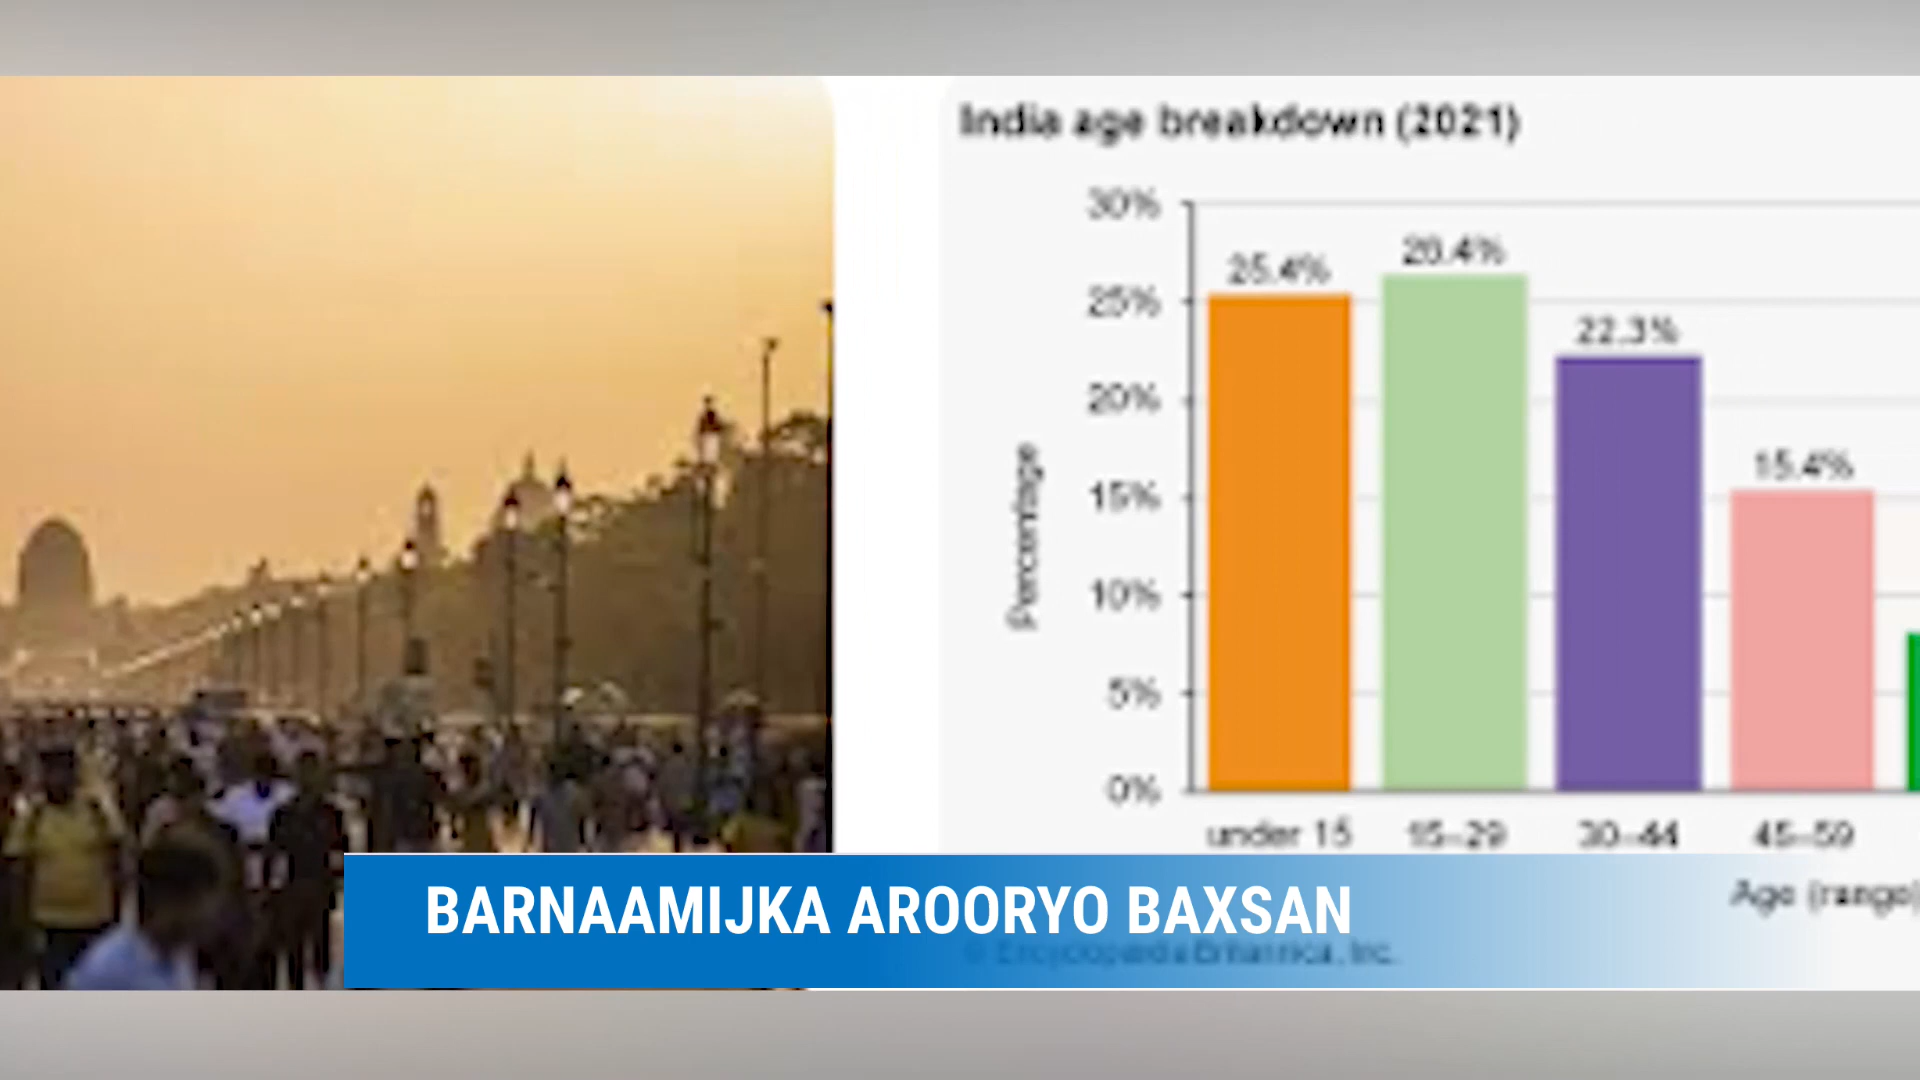 India age breakdown (2021)
30%
25%
20%
15%
10%
5%
0%
Percentage
25.4%
26.4%
22.3%
15.4%
under 15
15–29
30–44
45–59
Age (range)
BARNAAMIJKA AROORYO BAXSAN
© Encyclopædia Britannica, Inc.